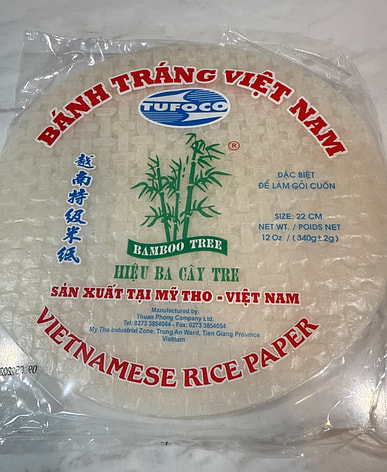 BÁNH TRÁNG VIỆT NAM
TUFOCO
®
越南特級米紙
ĐẶC BIỆT
ĐỂ LÀM GỎI CUỐN
SIZE: 22 CM
NET WT. / POIDS NET
12 Oz. / (340g±2g)
BAMBOO TREE
HIỆU BA CÂY TRE
SẢN XUẤT TẠI MỸ THO - VIỆT NAM
Manufactured by:
Thuan Phong Company Ltd.
Tel: 0273 3854044 - Fax: 0273 3854054
My Tho Industrial Zone, Trung An Ward, Tien Giang Province
Vietnam
VIETNAMESE RICE PAPER